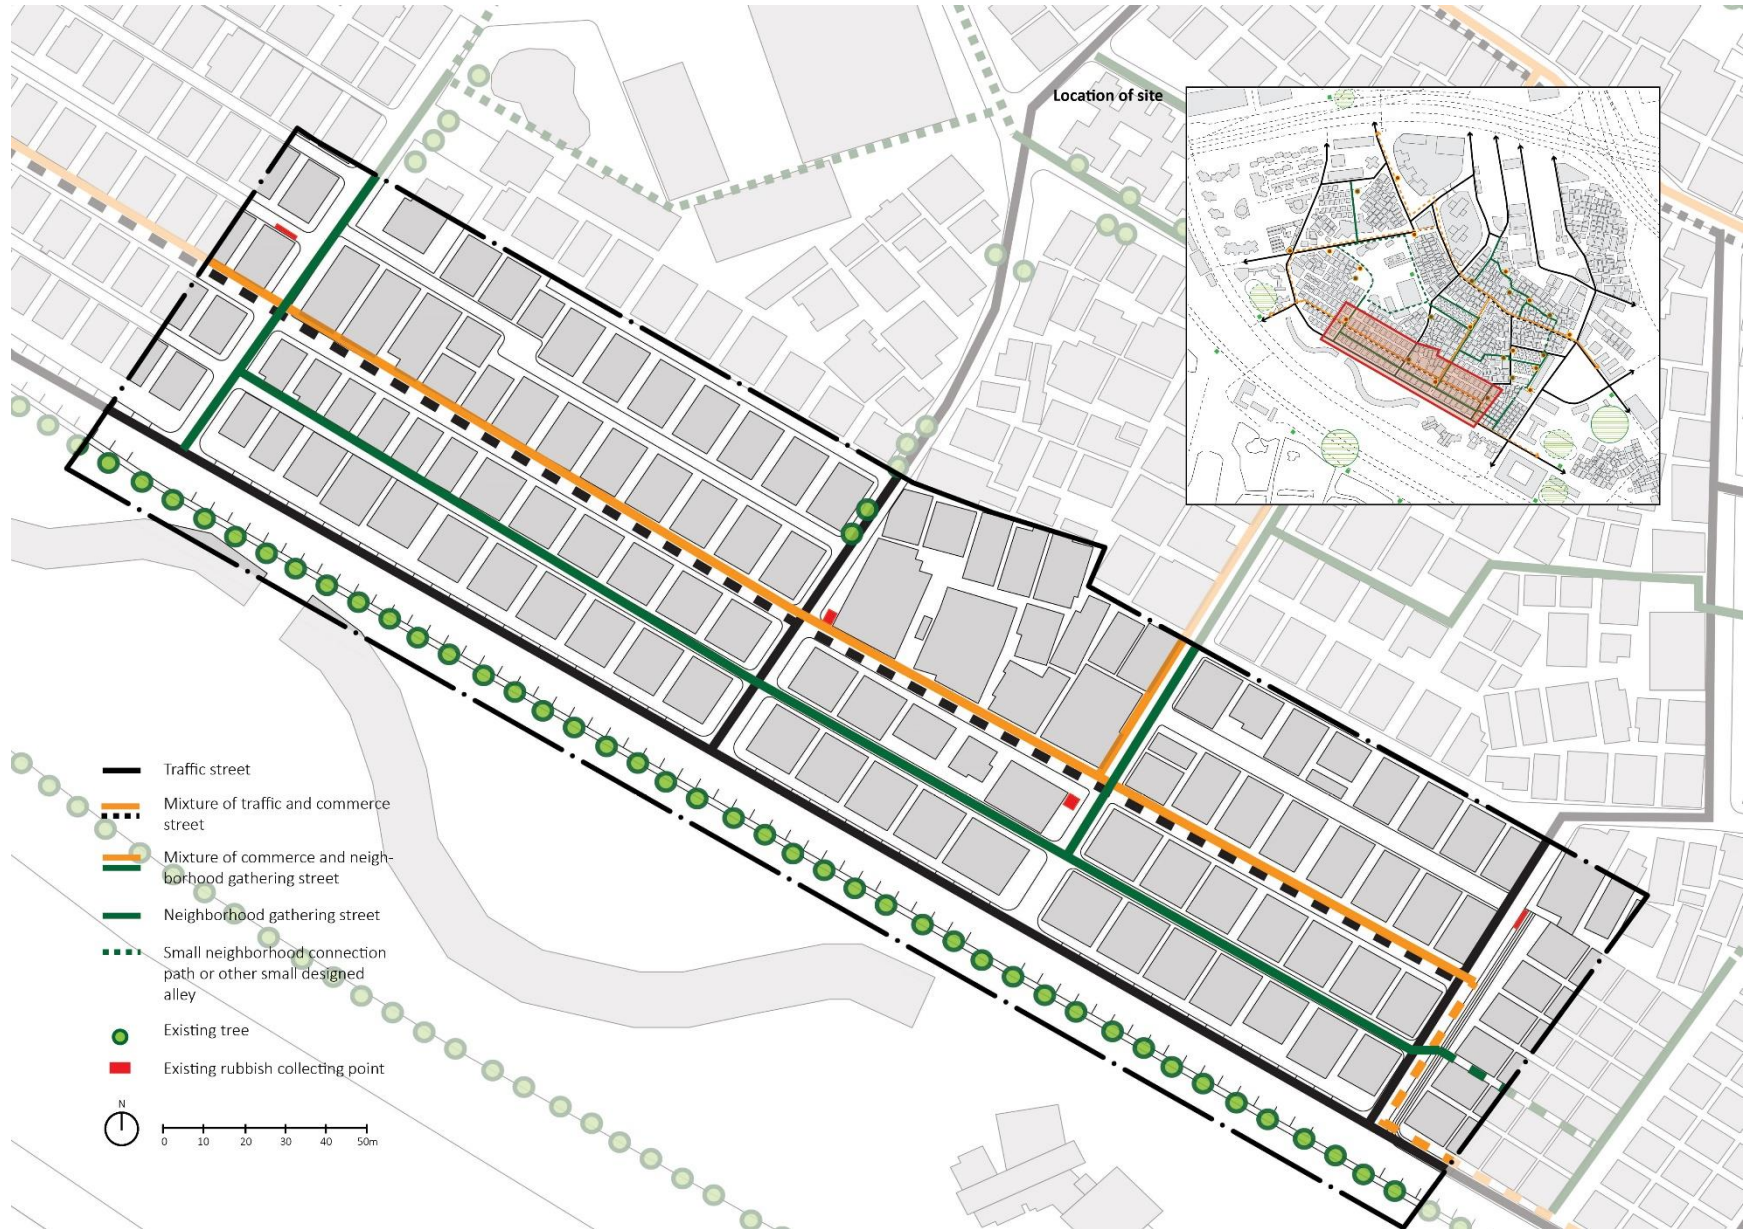 Location of site
Traffic street
Mixture of traffic and commerce
street
Mixture of commerce and neigh-
borhood gathering street
Neighborhood gathering street
Small neighborhood connection
path or other small designed
alley
Existing tree
Existing rubbish collecting point
N
0 10 20 30 40 50m